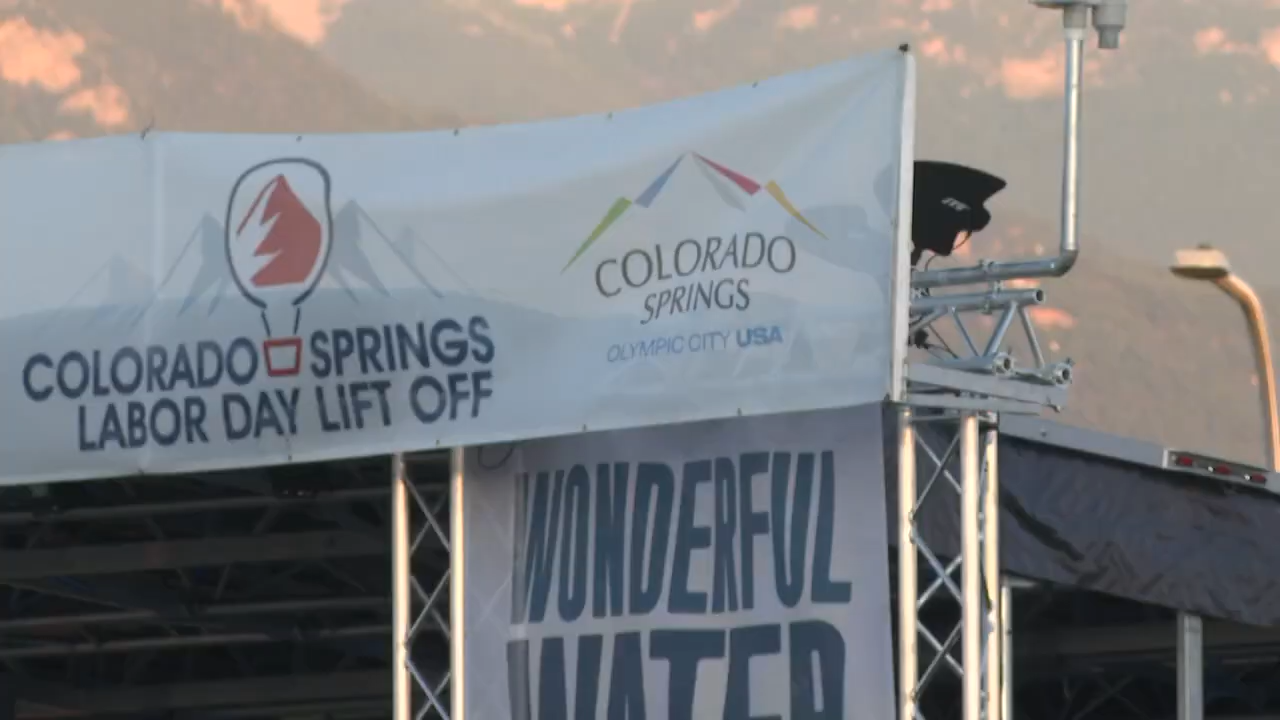 COLORADO SPRINGS
LABOR DAY LIFT OFF
COLORADO
SPRINGS
OLYMPIC CITY USA
WONDERFUL
WATER